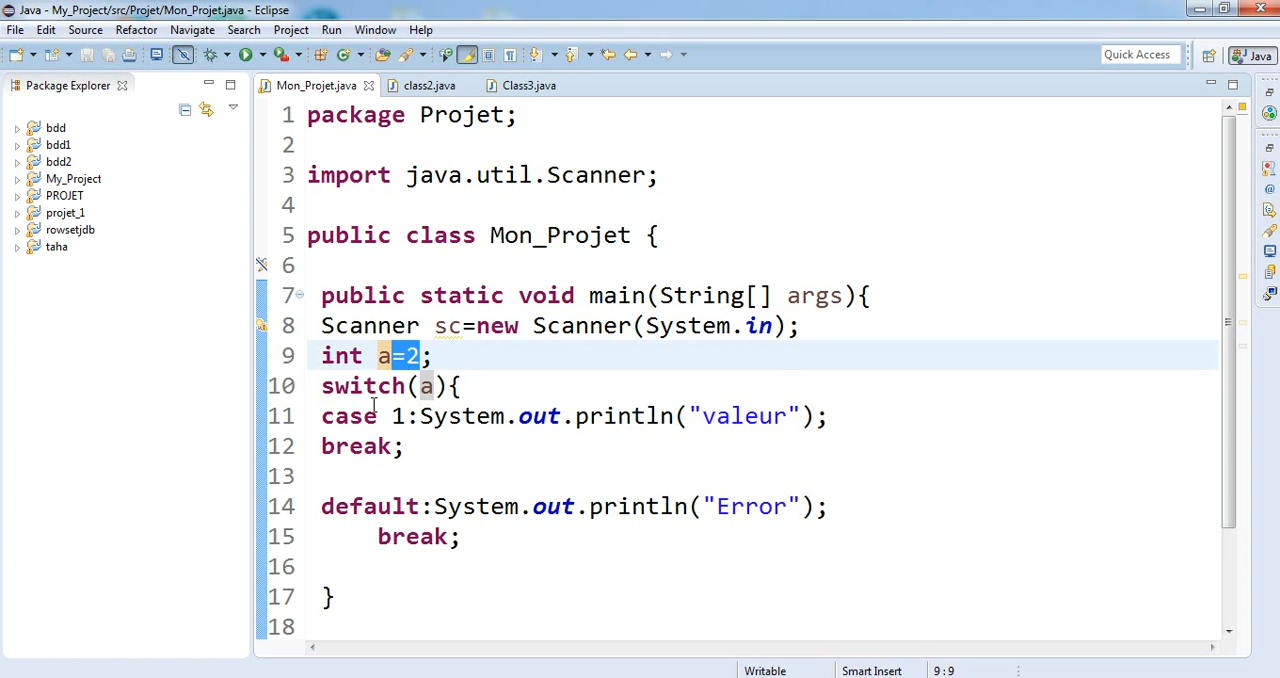 Java - My_Project/src/Projet/Mon_Projet.java - Eclipse
File Edit Source Refactor Navigate Search Project Run Window Help
Quick Access
Java
Package Explorer
Mon_Projet.java class2.java Class3.java
bdd
bdd1
bdd2
My_Project
PROJET
projet_1
rowsetjdb
taha
1 package Projet;
2
3 import java.util.Scanner;
4
5 public class Mon_Projet {
6
7 public static void main(String[] args){
8 Scanner sc=new Scanner(System.in);
9 int a=2;
10 switch(a){
11 case 1:System.out.println("valeur");
12 break;
13
14 default:System.out.println("Error");
15 break;
16
17 }
18
Writable Smart Insert 9:9